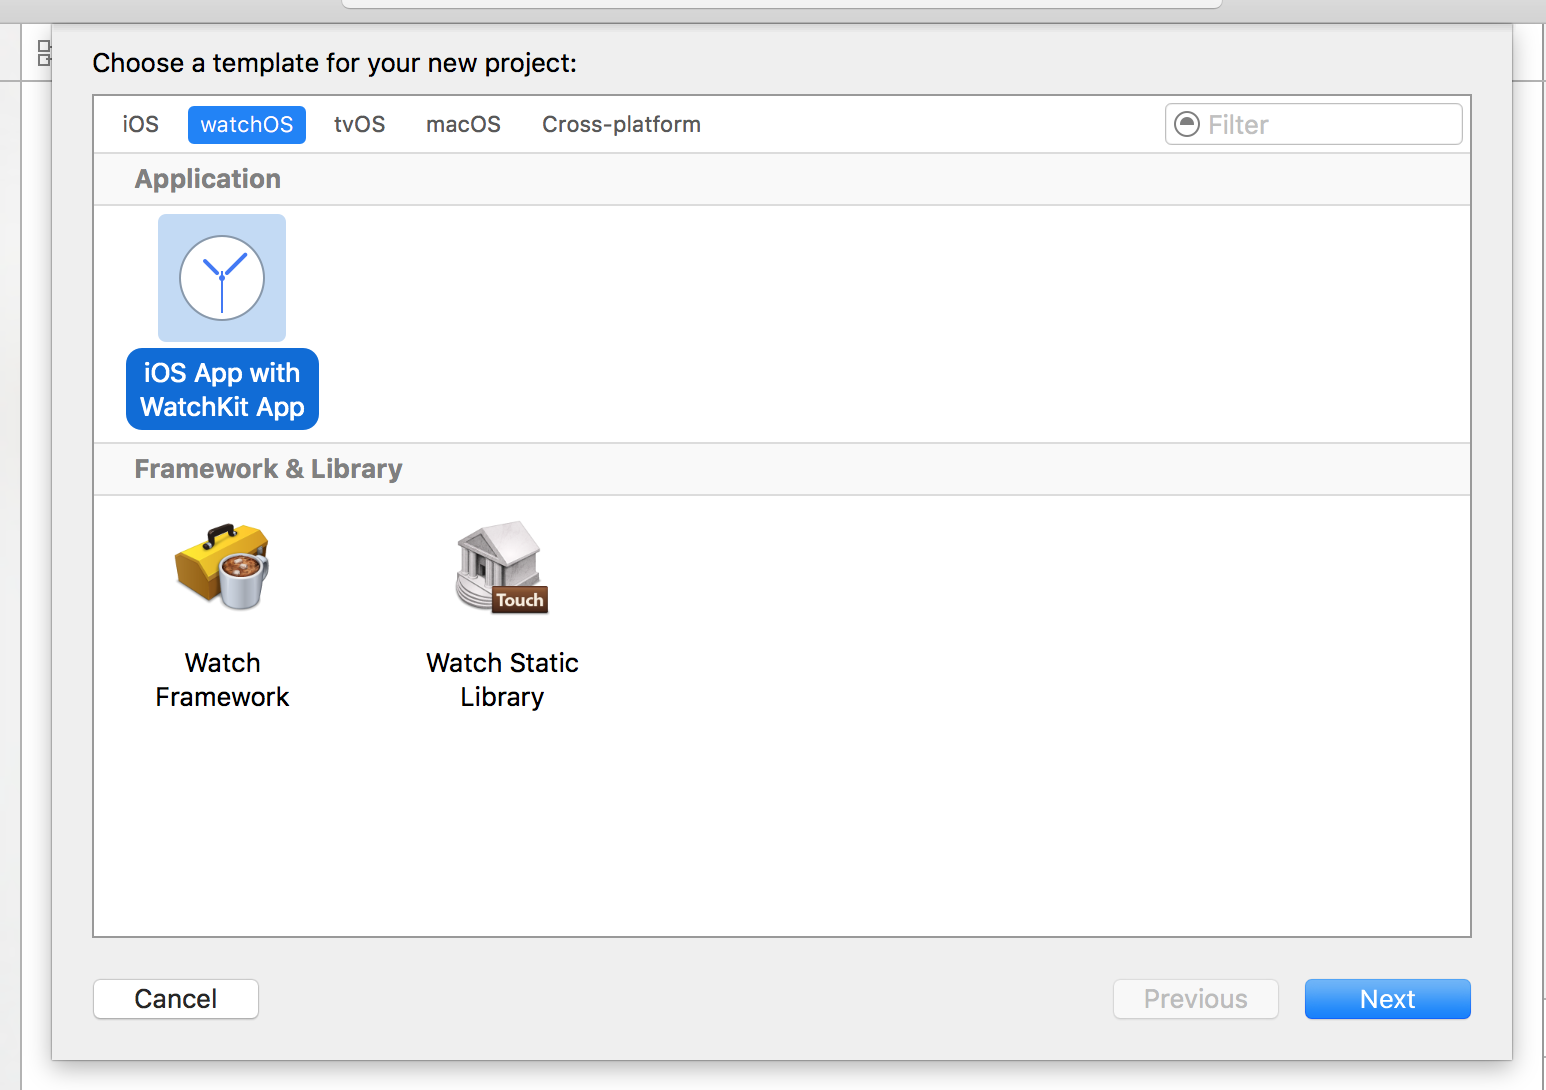 Choose a template for your new project:
iOS watchOS tvOS macOS Cross-platform Filter
Application
iOS App with
WatchKit App
Framework & Library
Touch
Watch
Framework
Watch Static
Library
Cancel Previous Next